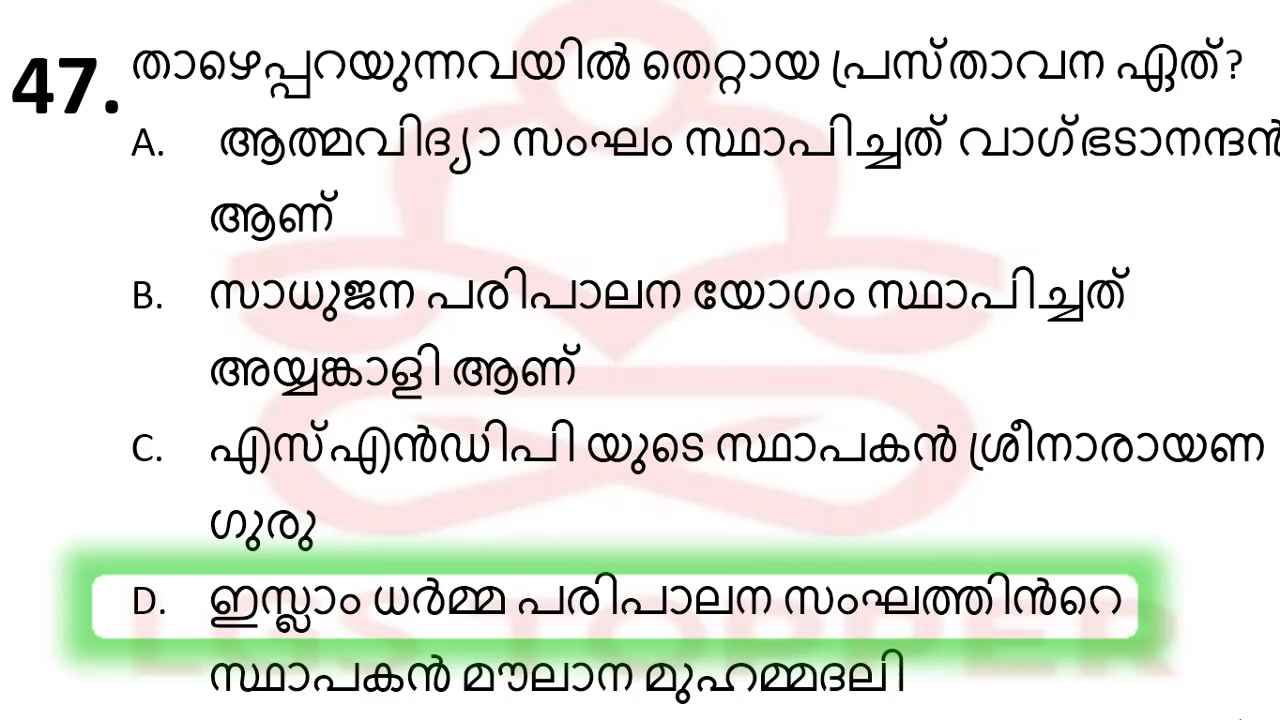 47. താഴെപ്പറയുന്നവയിൽ തെറ്റായ പ്രസ്താവന ഏത്?
A. ആത്മവിദ്യാ സംഘം സ്ഥാപിച്ചത് വാഗ്ഭടാനന്ദൻ
ആണ്
B. സാധുജന പരിപാലന യോഗം സ്ഥാപിച്ചത്
അയ്യങ്കാളി ആണ്
C. എസ്എൻഡിപി യുടെ സ്ഥാപകൻ ശ്രീനാരായണ
ഗുരു
D. ഇസ്ലാം ധർമ്മ പരിപാലന സംഘത്തിൻറെ
സ്ഥാപകൻ മൗലാന മുഹമ്മദലി